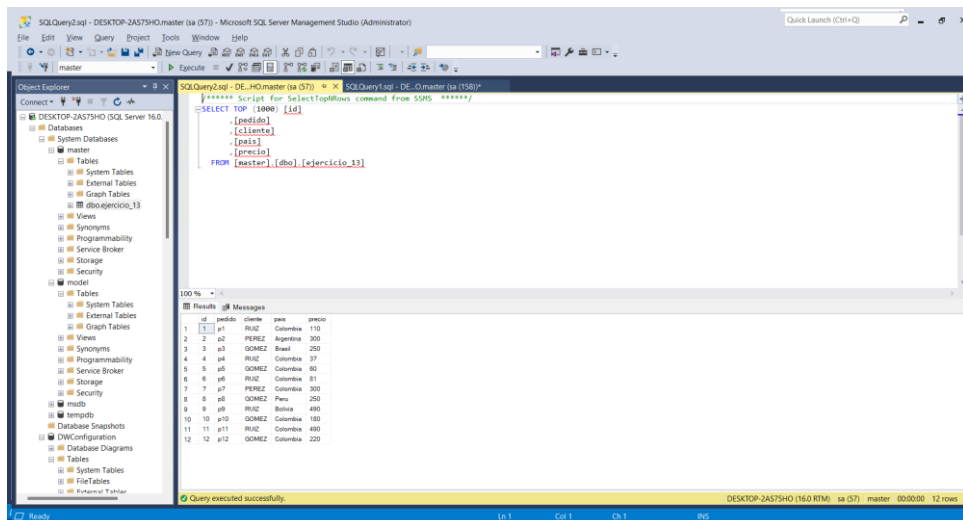 SQLQuery2.sql - DESKTOP-2AS75HO.master (sa (57)) - Microsoft SQL Server Management Studio (Administrator)
Quick Launch (Ctrl+Q)
File Edit View Query Project Tools Window Help
New Query
master
Execute
Object Explorer
Connect
DESKTOP-2AS75HO (SQL Server 16.0.
Databases
System Databases
master
Tables
System Tables
External Tables
Graph Tables
dbo.ejercicio_13
Views
Synonyms
Programmability
Service Broker
Storage
Security
model
Tables
System Tables
External Tables
Graph Tables
Views
Synonyms
Programmability
Service Broker
Storage
Security
msdb
tempdb
Database Snapshots
DWConfiguration
Database Diagrams
Tables
System Tables
FileTables
External Tables
SQLQuery2.sql - DE...HO.master (sa (57))
SQLQuery1.sql - DE...O.master (sa (158))*
/****** Script for SelectTopNRows command from SSMS ******/
SELECT TOP (1000) [id]
,[pedido]
,[cliente]
,[pais]
,[precio]
FROM [master].[dbo].[ejercicio_13]
100 %
Results Messages
id pedido cliente pais precio
1 1 p1 RUIZ Colombia 110
2 2 p2 PEREZ Argentina 300
3 3 p3 GOMEZ Brasil 250
4 4 p4 RUIZ Colombia 37
5 5 p5 GOMEZ Colombia 60
6 6 p6 RUIZ Colombia 81
7 7 p7 PEREZ Colombia 300
8 8 p8 GOMEZ Peru 250
9 9 p9 RUIZ Bolivia 490
10 10 p10 GOMEZ Colombia 180
11 11 p11 RUIZ Colombia 490
12 12 p12 GOMEZ Colombia 220
Query executed successfully.
DESKTOP-2AS75HO (16.0 RTM) sa (57) master 00:00:00 12 rows
Ready Ln 1 Col 1 Ch 1 INS